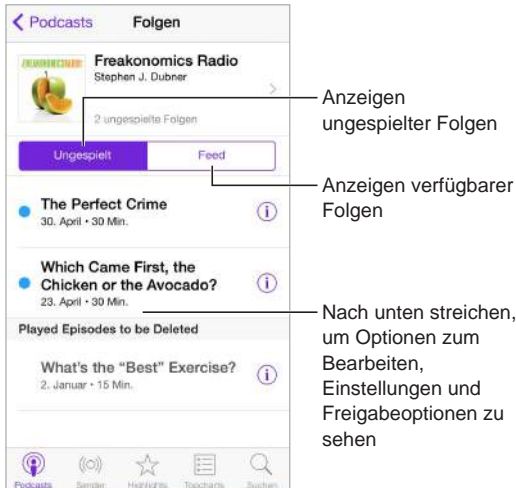 Podcasts Folgen
FREAKONOMICSRADIO
Freakonomics Radio
Stephen J. Dubner
2 ungespielte Folgen
Ungespielt Feed
The Perfect Crime
30. April • 30 Min.
Which Came First, the
Chicken or the Avocado?
23. April • 30 Min.
Played Episodes to be Deleted
What's the “Best” Exercise?
2. Januar • 15 Min.
Podcasts Sender Highlights Topcharts Suchen
Anzeigen
ungespielter Folgen
Anzeigen verfügbarer
Folgen
Nach unten streichen,
um Optionen zum
Bearbeiten,
Einstellungen und
Freigabeoptionen zu
sehen